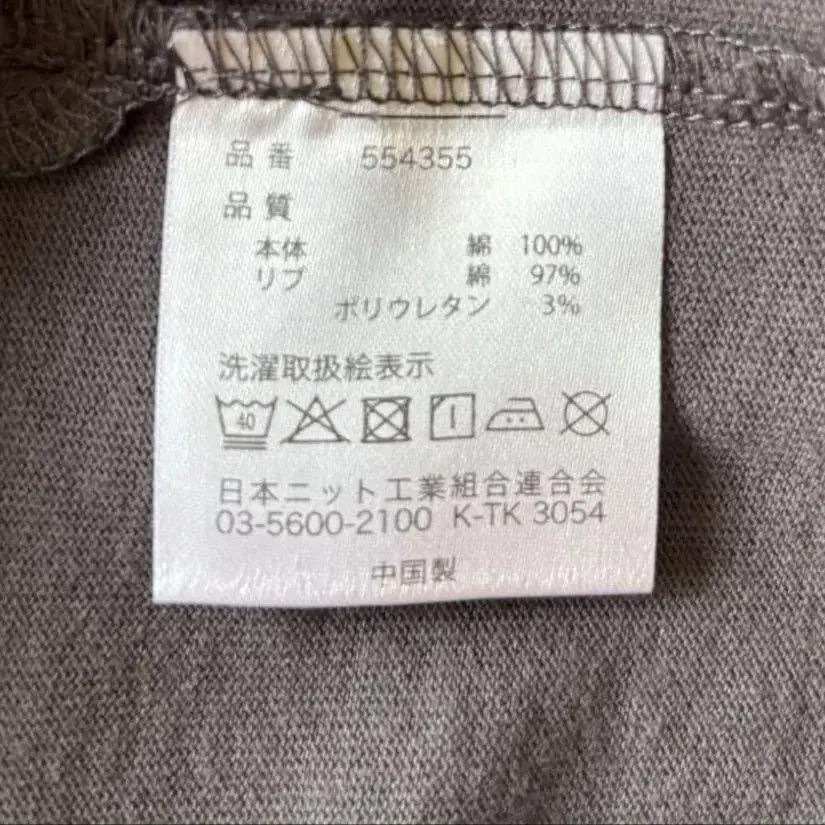 品番 554355
品質
本体 綿 100%
リブ 綿 97%
ポリウレタン 3%
洗濯取扱絵表示
40
日本ニット工業組合連合会
03-5600-2100 K-TK 3054
中国製